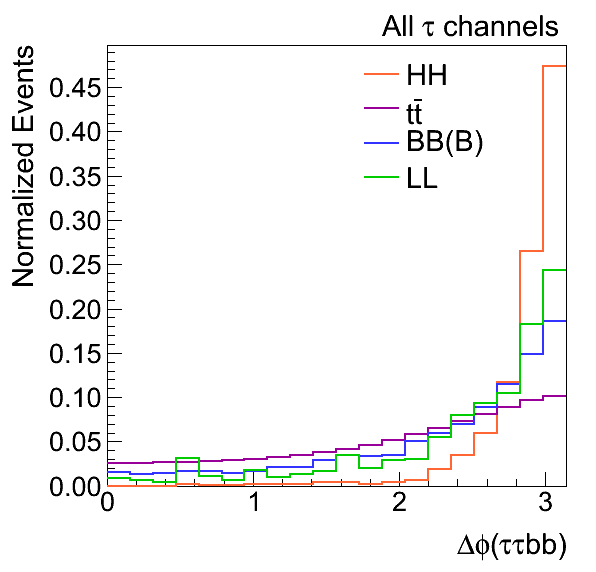 All τ channels
Normalized Events
0.45
0.40
0.35
0.30
0.25
0.20
0.15
0.10
0.05
0.00
HH
tt̄
BB(B)
LL
0 1 2 3
Δϕ(ττbb)